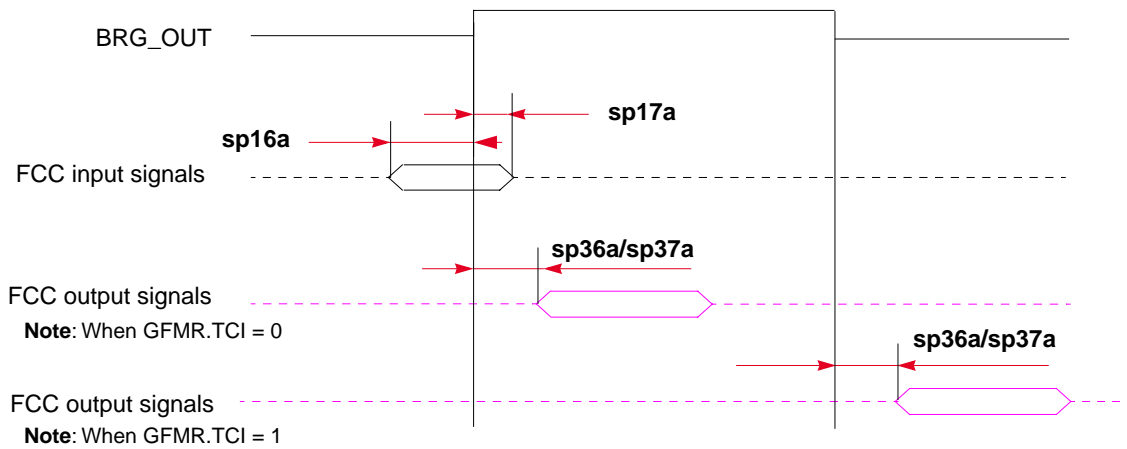 BRG_OUT
sp17a
sp16a
FCC input signals
sp36a/sp37a
FCC output signals
Note: When GFMR.TCI = 0
sp36a/sp37a
FCC output signals
Note: When GFMR.TCI = 1